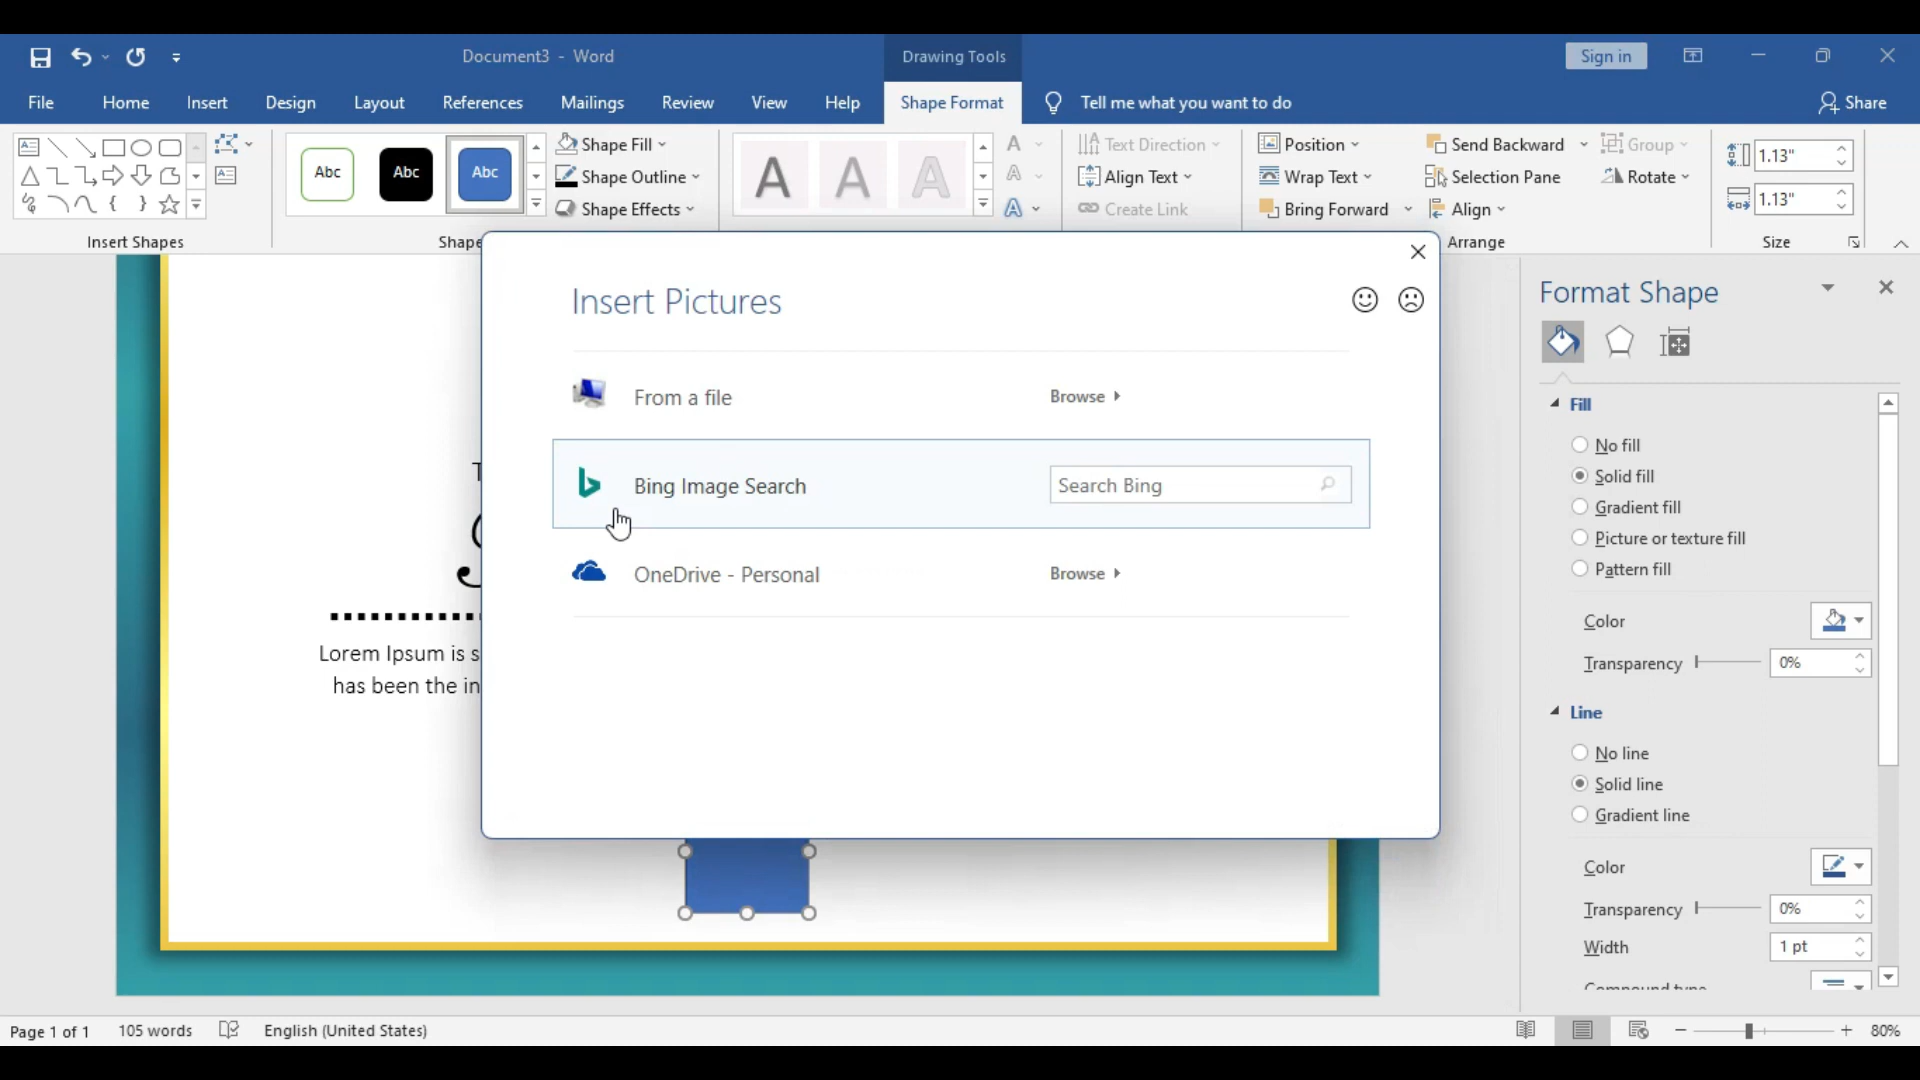 Document3 - Word
Drawing Tools
Sign in
File Home Insert Design Layout References Mailings Review View Help Shape Format Tell me what you want to do Share
Abc Abc Abc
Shape Fill
Shape Outline
Shape Effects
A A A
A
A
A
Text Direction
Align Text
Create Link
Position
Wrap Text
Bring Forward
Send Backward
Selection Pane
Align
Group
Rotate
1.13"
1.13"
Insert Shapes
Shape
Arrange
Size
Insert Pictures
From a file Browse
Bing Image Search Search Bing
OneDrive - Personal Browse
T
Lorem Ipsum is s
has been the in
Format Shape
Fill
No fill
Solid fill
Gradient fill
Picture or texture fill
Pattern fill
Color
Transparency 0%
Line
No line
Solid line
Gradient line
Color
Transparency 0%
Width 1 pt
Compound type
Page 1 of 1 105 words English (United States) 80%